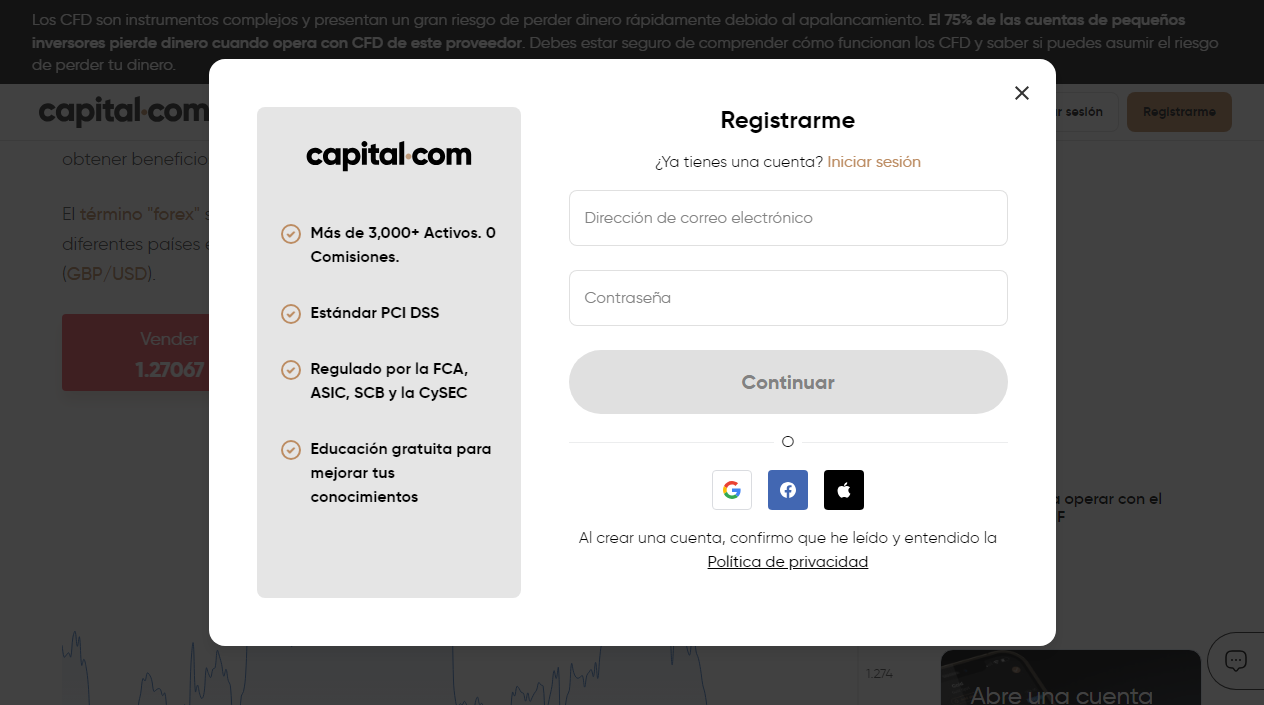 Los CFD son instrumentos complejos y presentan un gran riesgo de perder dinero rápidamente debido al apalancamiento. El 75% de las cuentas de pequeños
inversores pierde dinero cuando opera con CFD de este proveedor. Debes estar seguro de comprender cómo funcionan los CFD y saber si puedes asumir el riesgo
de perder tu dinero.
capital.com
sesión
Registrarme
obtener beneficio
El término "forex"
diferentes países
(GBP/USD).
Vender
1.27067
capital.com
Más de 3,000+ Activos. 0
Comisiones.
Estándar PCI DSS
Regulado por la FCA,
ASIC, SCB y la CySEC
Educación gratuita para
mejorar tus
conocimientos
Registrarme
¿Ya tienes una cuenta? Iniciar sesión
Dirección de correo electrónico
Contraseña
Continuar
O
Al crear una cuenta, confirmo que he leído y entendido la
Política de privacidad
operar con el
1.274
Abre una cuenta